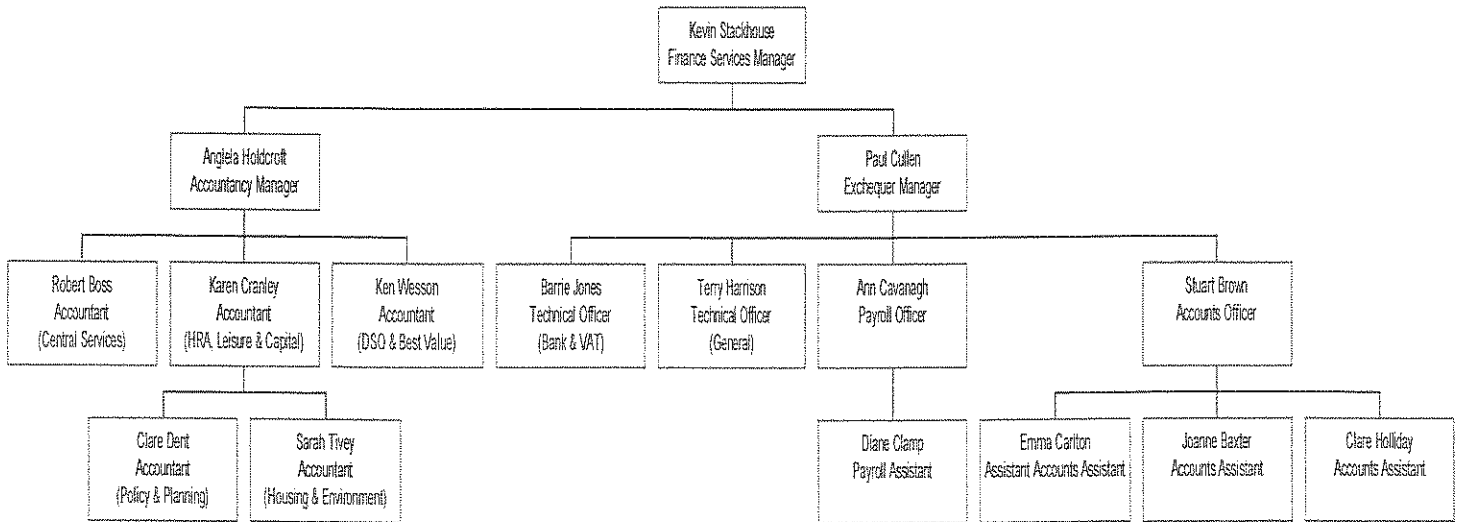 Kevin Stackhouse
Finance Services Manager
Anglela Holdcroft
Accountancy Manager
Paul Cullen
Exchequer Manager
Robert Boss
Accountant
(Central Services)
Karen Cranley
Accountant
(HRA, Leisure & Capital)
Ken Wesson
Accountant
(DSO & Best Value)
Barrie Jones
Technical Officer
(Bank & VAT)
Terry Harrison
Technical Officer
(General)
Ann Cavanagh
Payroll Officer
Stuart Brown
Accounts Officer
Clare Dent
Accountant
(Policy & Planning)
Sarah Tivey
Accountant
(Housing & Environment)
Diane Clamp
Payroll Assistant
Emma Carlton
Assistant Accounts Assistant
Joanne Baxter
Accounts Assistant
Clare Holliday
Accounts Assistant